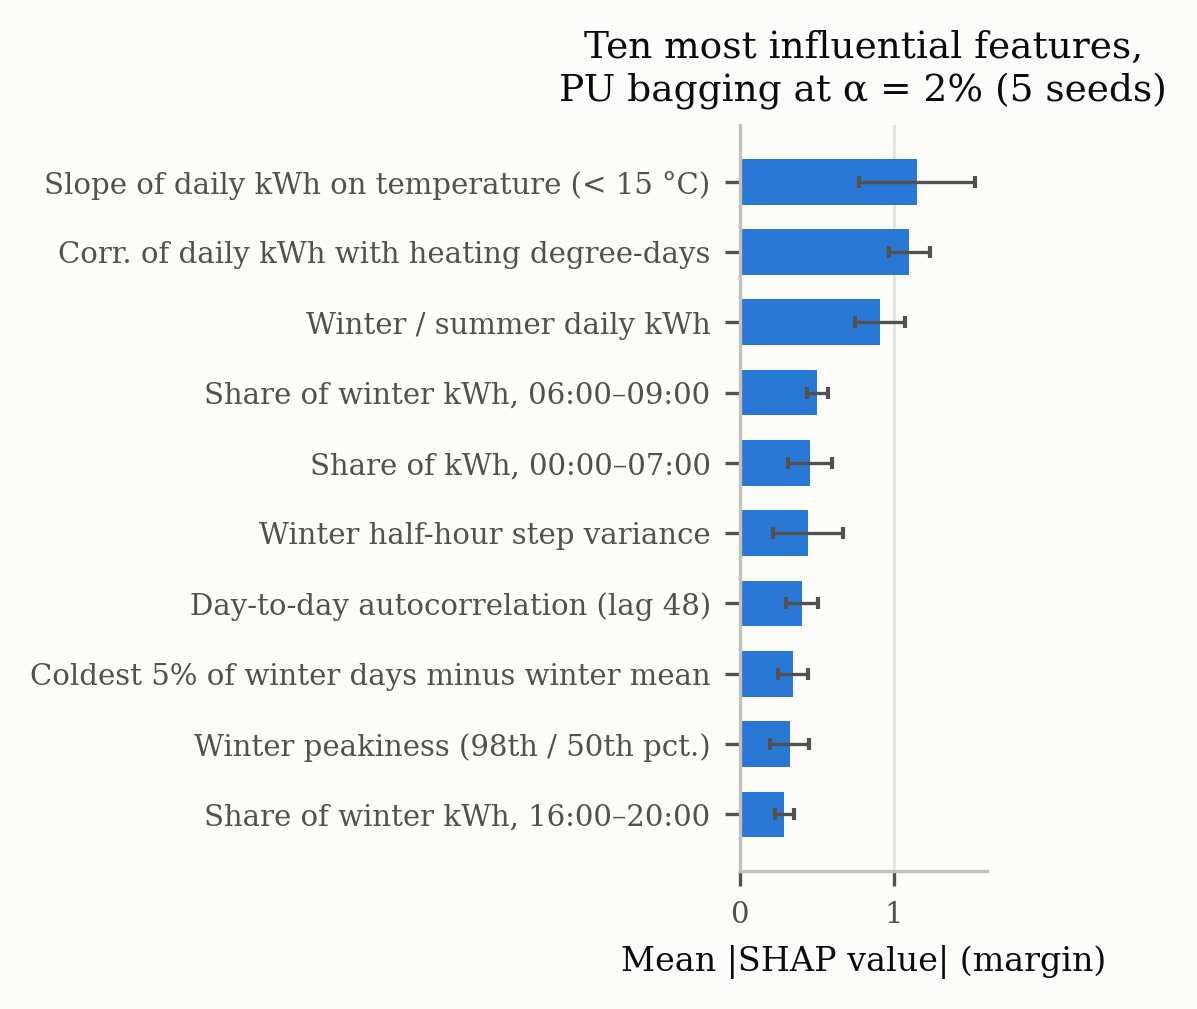 Ten most influential features,
PU bagging at α = 2% (5 seeds)
Slope of daily kWh on temperature (< 15 °C)
Corr. of daily kWh with heating degree-days
Winter / summer daily kWh
Share of winter kWh, 06:00–09:00
Share of kWh, 00:00–07:00
Winter half-hour step variance
Day-to-day autocorrelation (lag 48)
Coldest 5% of winter days minus winter mean
Winter peakiness (98th / 50th pct.)
Share of winter kWh, 16:00–20:00
0 1
Mean |SHAP value| (margin)